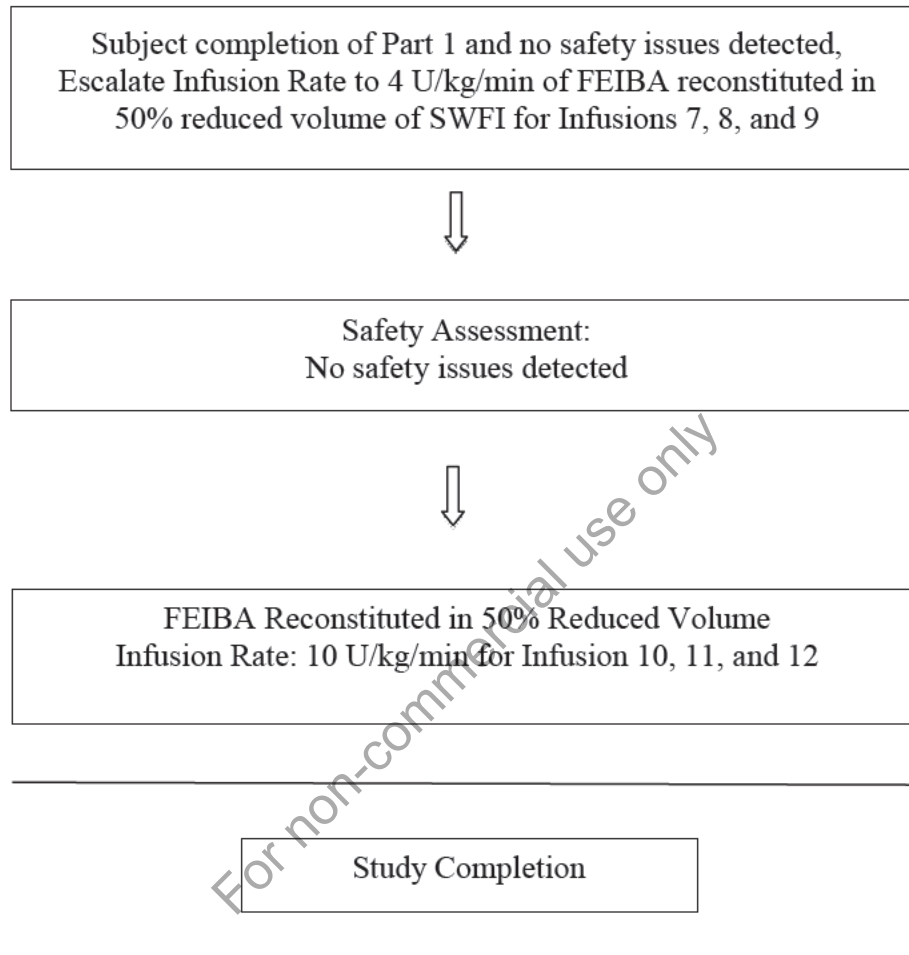 Subject completion of Part 1 and no safety issues detected,
Escalate Infusion Rate to 4 U/kg/min of FEIBA reconstituted in
50% reduced volume of SWFI for Infusions 7, 8, and 9
Safety Assessment:
No safety issues detected
FEIBA Reconstituted in 50% Reduced Volume
Infusion Rate: 10 U/kg/min for Infusion 10, 11, and 12
Study Completion
For non-commercial use only